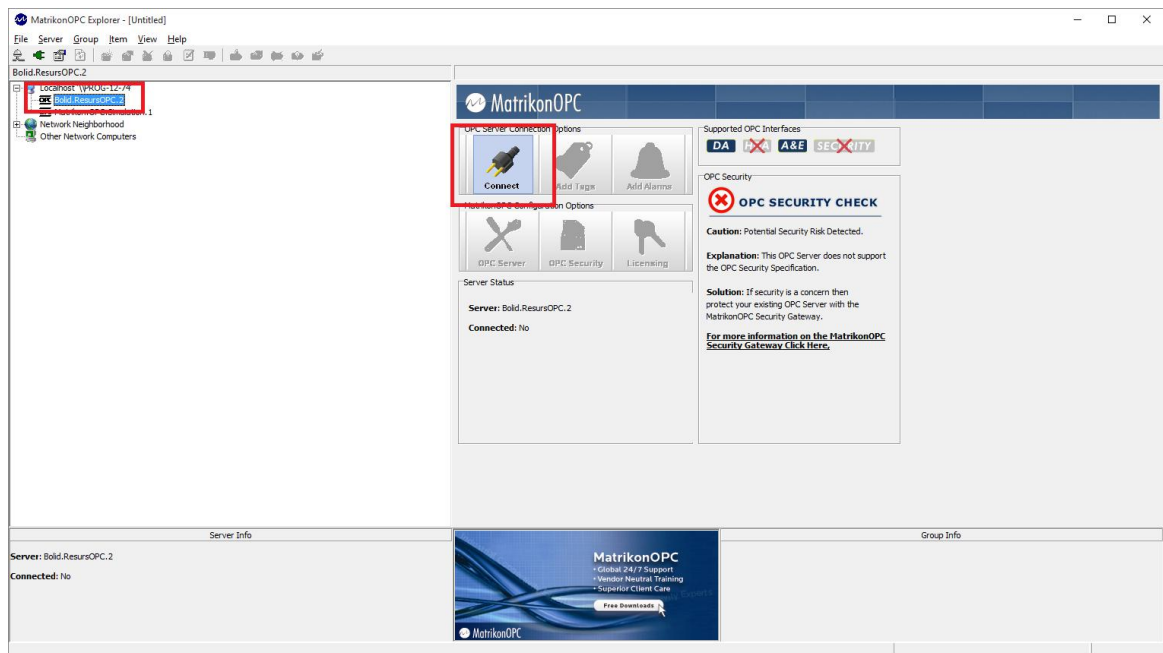 MatrikonOPC Explorer - [Untitled]
File Server Group Item View Help
Bolid.ResursOPC.2
Localhost '\\PROG-12-74'
Bolid.ResursOPC.2
Network Neighborhood
Other Network Computers
MatrikonOPC
OPC Server Connection Options
Connect
Add Tags
Add Alarms
MatrikonOPC Configuration Options
OPC Server
OPC Security
Licensing
Server Status
Server: Bolid.ResursOPC.2
Connected: No
Supported OPC Interfaces
DA HDA A&E SECURITY
OPC Security
OPC SECURITY CHECK
Caution: Potential Security Risk Detected.
Explanation: This OPC Server does not support
the OPC Security Specification.
Solution: If security is a concern then
protect your existing OPC Server with the
MatrikonOPC Security Gateway.
For more information on the MatrikonOPC
Security Gateway Click Here.
Server Info
Server: Bolid.ResursOPC.2
Connected: No
MatrikonOPC
• Global 24/7 Support
• Vendor Neutral Training
• Superior Client Care
Experts
Free Downloads
MatrikonOPC
Group Info